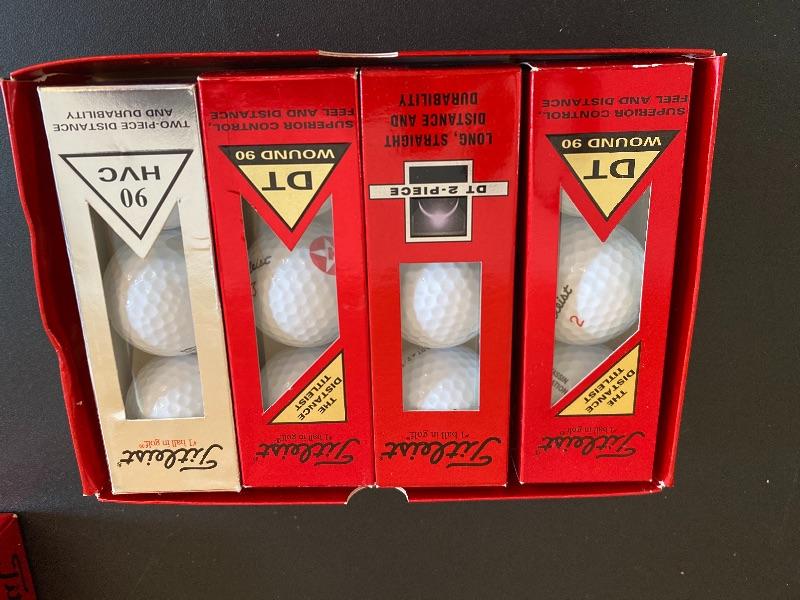 TWO-PIECE DISTANCE
AND DURABILITY
HVC
90
Titleist
#1 ball in golf.®
SUPERIOR CONTROL,
FEEL AND DISTANCE
WOUND 90
DT
THE
DISTANCE
TITLEIST
Titleist
#1 ball in golf.®
LONG, STRAIGHT
DISTANCE AND
DURABILITY
DT 2-PIECE
Titleist
#1 ball in golf.®
SUPERIOR CONTROL,
FEEL AND DISTANCE
WOUND 90
DT
2
THE
DISTANCE
TITLEIST
Titleist
#1 ball in golf.®